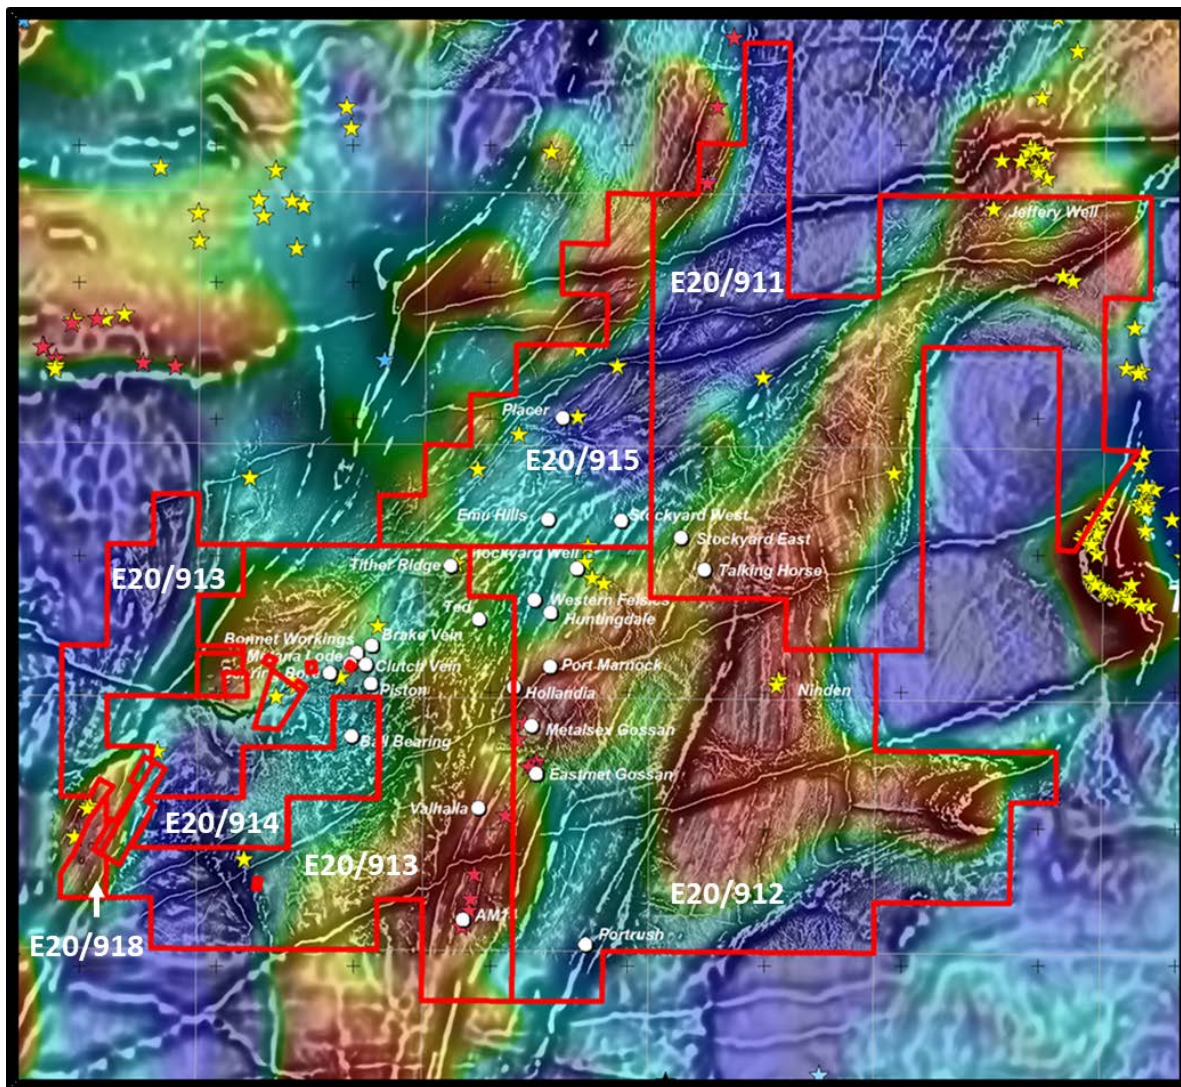 Jeffery Well
E20/911
Placer
E20/915
Emu Hills
Stockyard West
Stockyard East
Tither Ridge
tockyard Well
Talking Horse
E20/913
Ted
Western Felsics
Huntingdale
Bonnet Workings
Brake Vein
Lode
Clutch Vein
Port Marnock
Piston
Hollandia
Ninden
Metalsex Gossan
Ball Bearing
Eastmet Gossan
Valhalla
E20/914
E20/913
E20/912
E20/918
Portrush